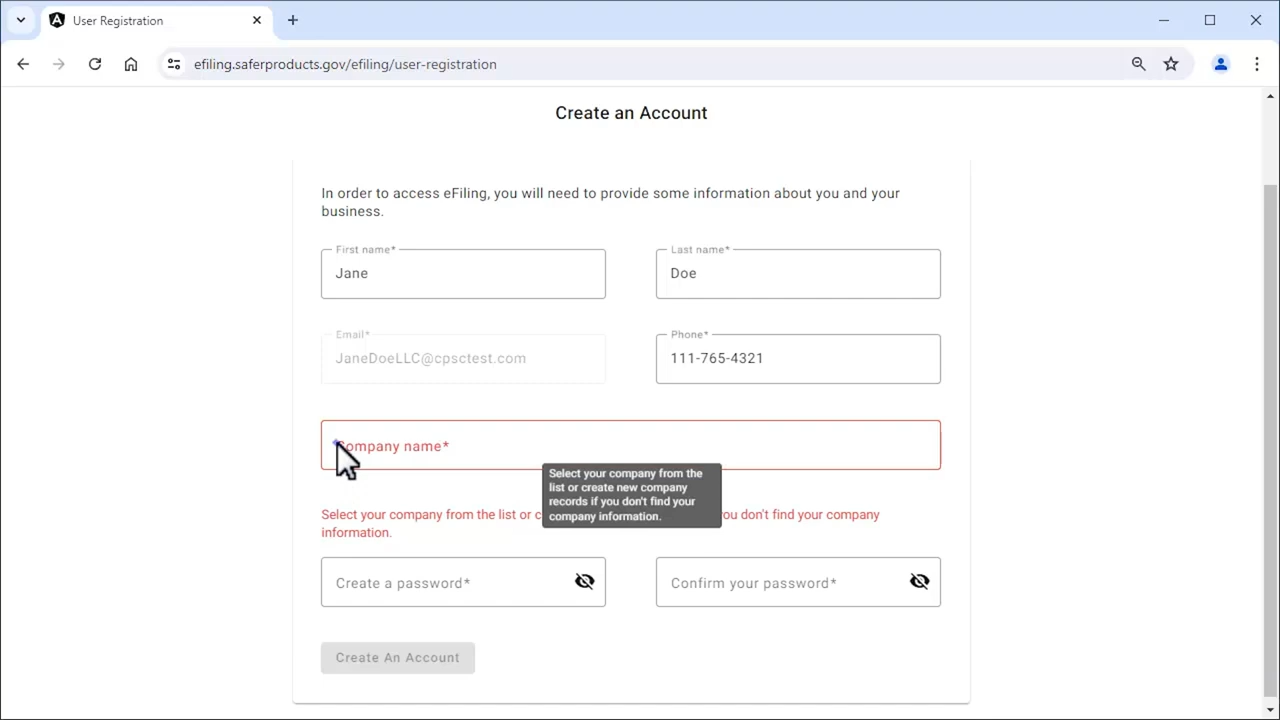 User Registration
efiling.saferproducts.gov/efiling/user-registration
Create an Account
In order to access eFiling, you will need to provide some information about you and your
business.
First name*
Last name*
Jane
Doe
Email*
Phone*
JaneDoeLLC@cpsctest.com
111-765-4321
Company name*
Select your company from the
list or create new company
records if you don't find your
company information.
Select your company from the list or c
you don't find your company
information.
Create a password*
Confirm your password*
Create An Account